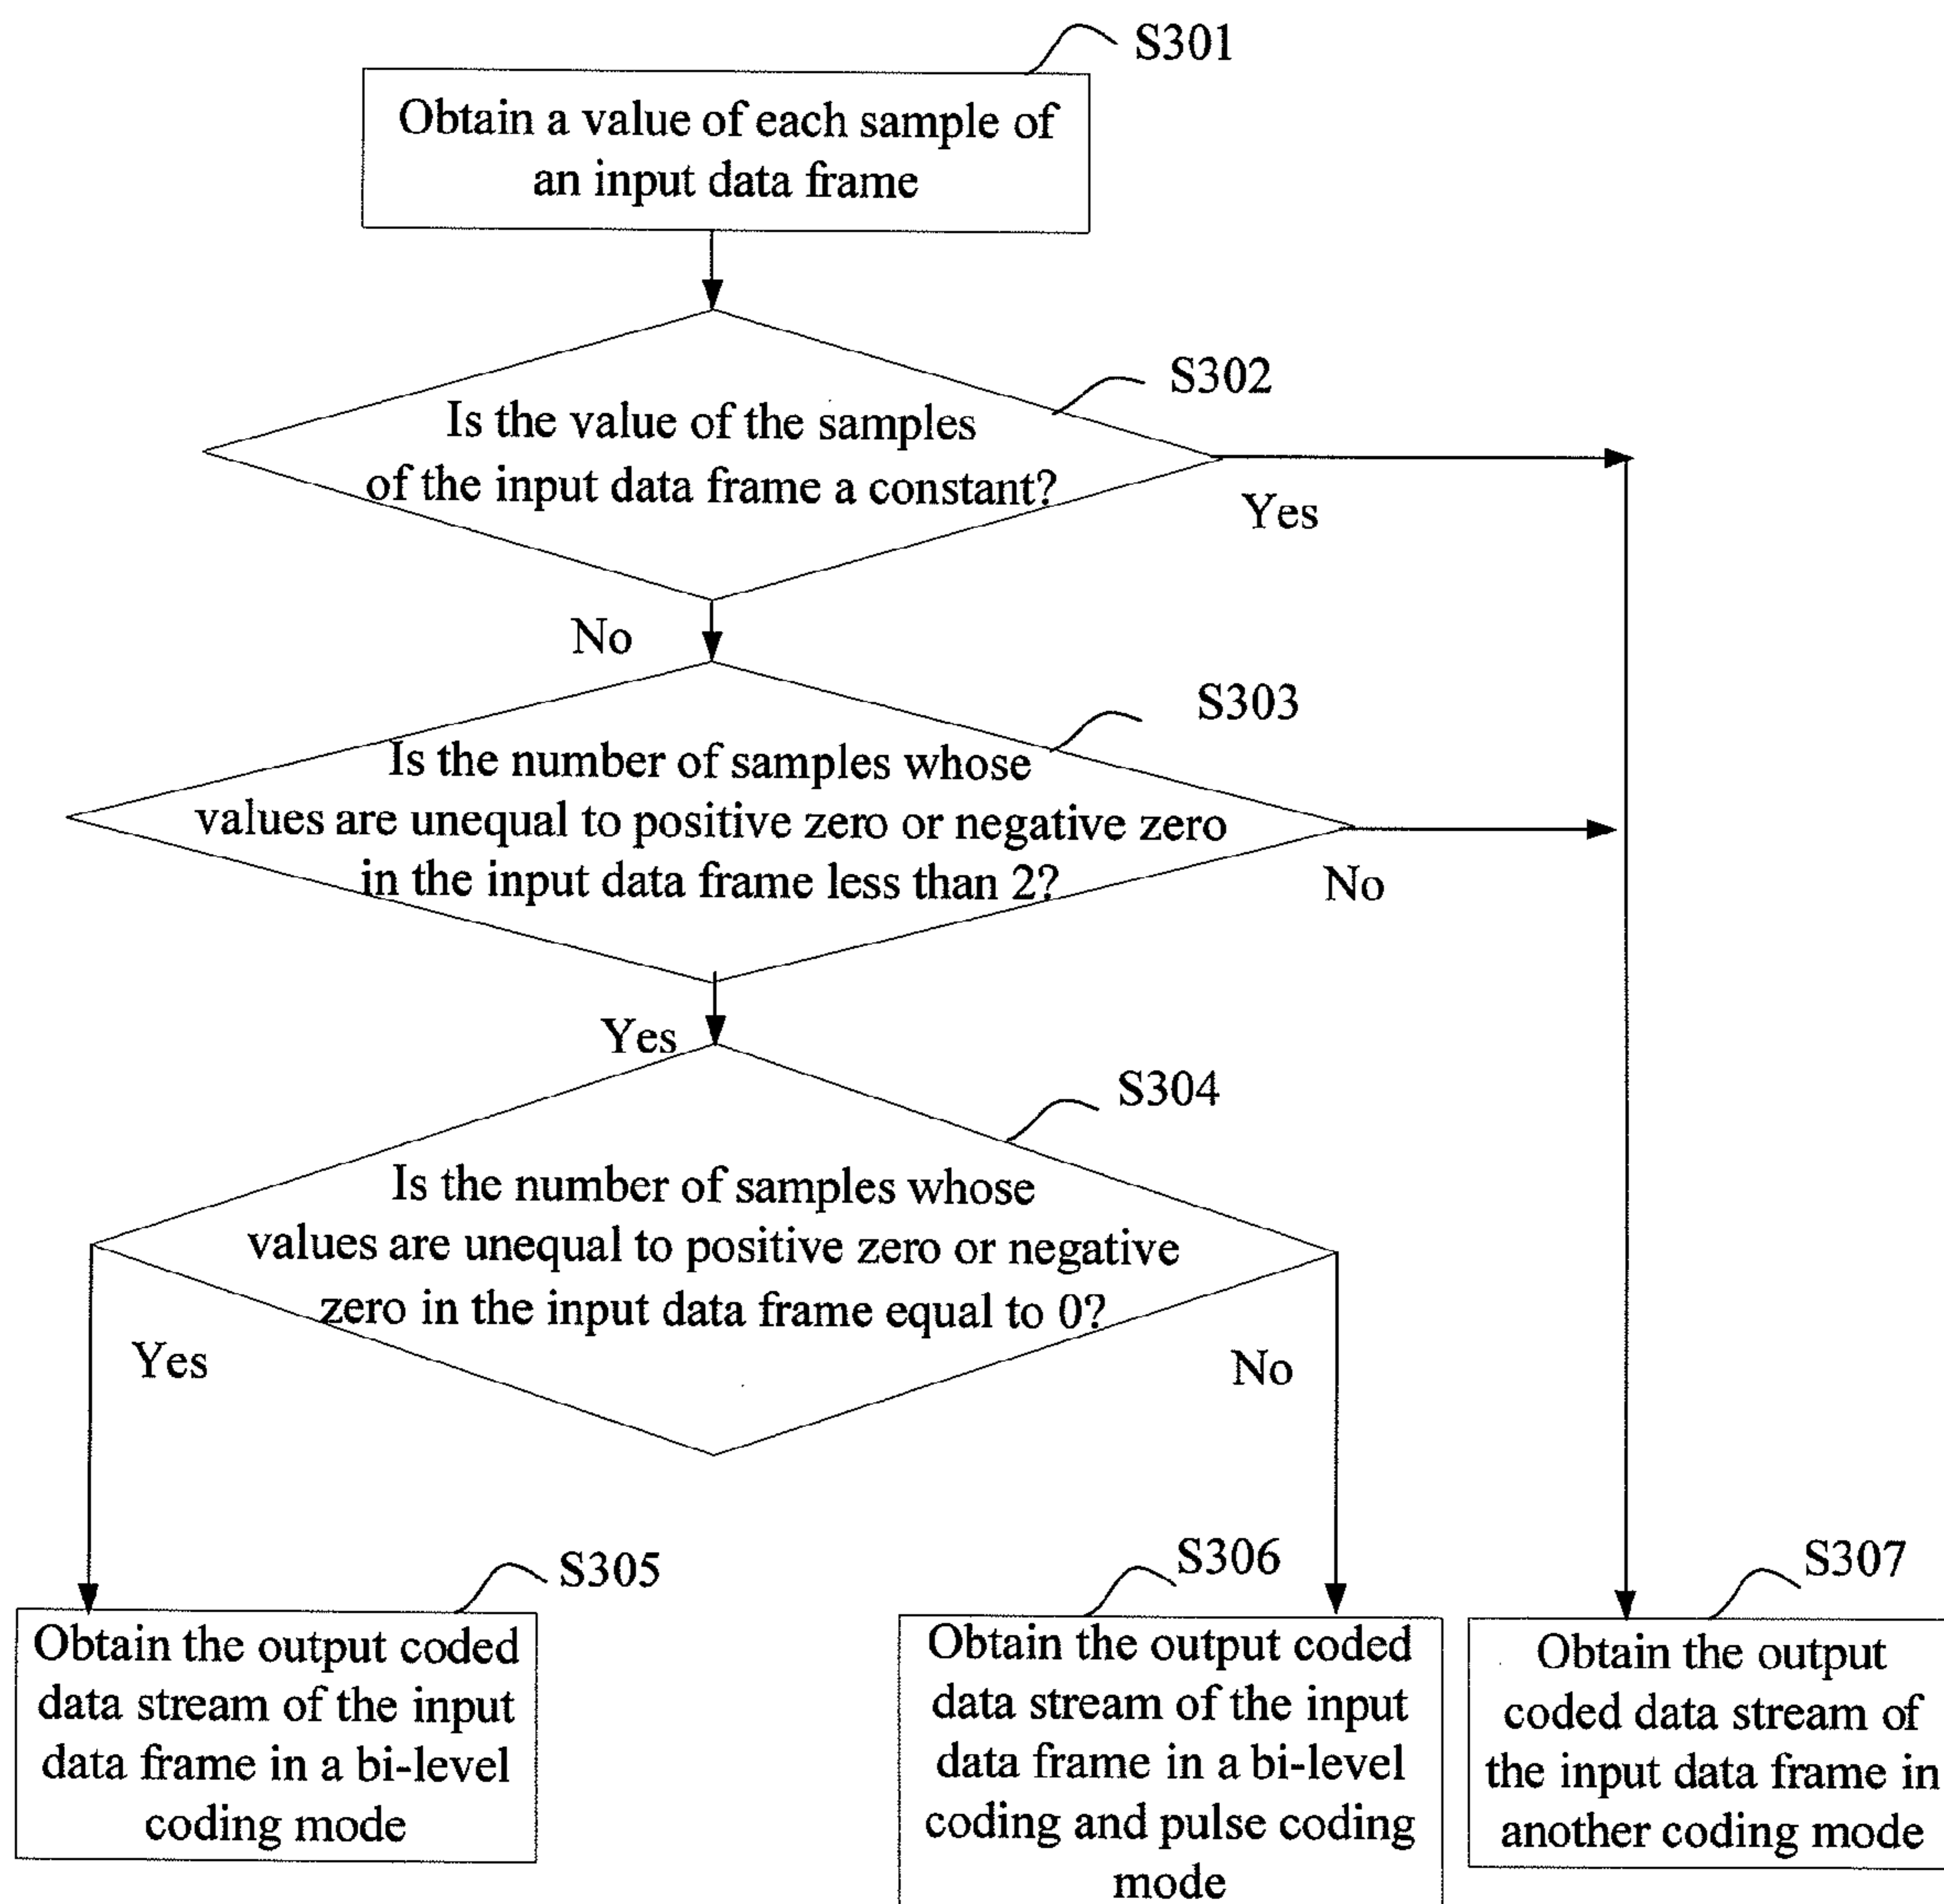 S301
Obtain a value of each sample of
an input data frame
S302
Is the value of the samples
of the input data frame a constant?
Yes
No
S303
Is the number of samples whose
values are unequal to positive zero or negative zero
in the input data frame less than 2?
No
Yes
S304
Is the number of samples whose
values are unequal to positive zero or negative
zero in the input data frame equal to 0?
Yes
No
S305
Obtain the output coded
data stream of the input
data frame in a bi-level
coding mode
S306
Obtain the output coded
data stream of the input
data frame in a bi-level
coding and pulse coding
mode
S307
Obtain the output
coded data stream of
the input data frame in
another coding mode